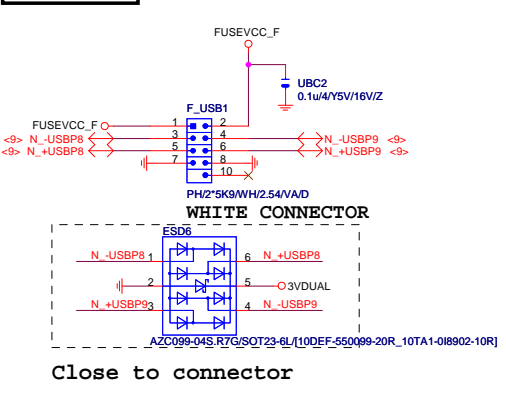 FUSEVCC_F
UBC2
0.1u/4/Y5V/16V/Z
F_USB1
FUSEVCC_F 1 2
<9> N_-USBP8 3 4 N_-USBP9 <9>
<9> N_+USBP8 5 6 N_+USBP9 <9>
7 8
10
PH/2*5K9/WH/2.54/VA/D
WHITE CONNECTOR
ESD6
N_-USBP8 1 6 N_+USBP8
2 5 3VDUAL
N_+USBP9 3 4 N_-USBP9
AZC099-04S.R7G/SOT23-6L/[10DEF-550099-20R_10TA1-0I8902-10R]
Close to connector